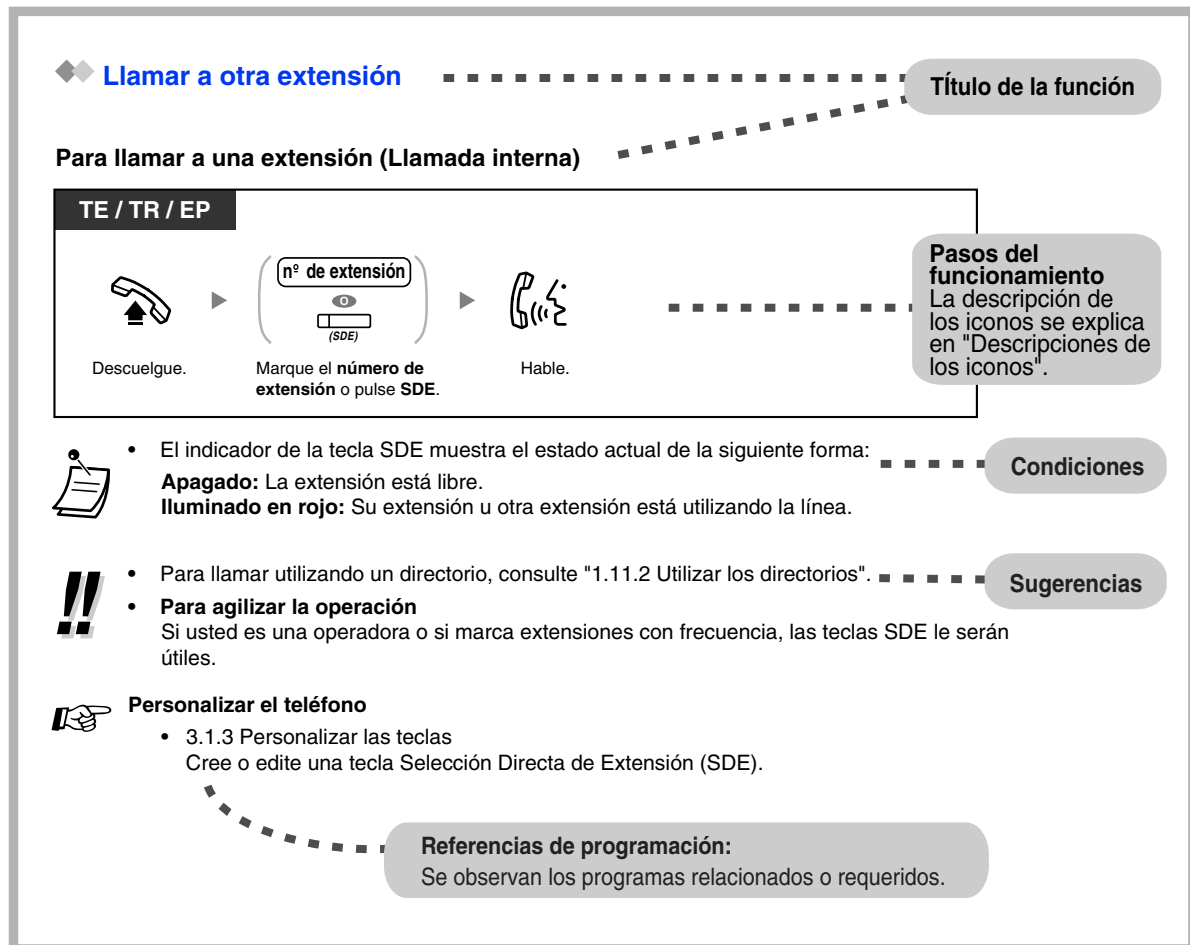 Llamar a otra extensión
TÍtulo de la función
Para llamar a una extensión (Llamada interna)
TE / TR / EP
nº de extensión
O
(SDE)
Descuelgue.
Marque el número de
extensión o pulse SDE.
Hable.
Pasos del
funcionamiento
La descripción de
los iconos se explica
en "Descripciones de
los iconos".
• El indicador de la tecla SDE muestra el estado actual de la siguiente forma:
Apagado: La extensión está libre.
Iluminado en rojo: Su extensión u otra extensión está utilizando la línea.
Condiciones
!!
• Para llamar utilizando un directorio, consulte "1.11.2 Utilizar los directorios".
Sugerencias
• Para agilizar la operación
Si usted es una operadora o si marca extensiones con frecuencia, las teclas SDE le serán
útiles.
Personalizar el teléfono
• 3.1.3 Personalizar las teclas
Cree o edite una tecla Selección Directa de Extensión (SDE).
Referencias de programación:
Se observan los programas relacionados o requeridos.